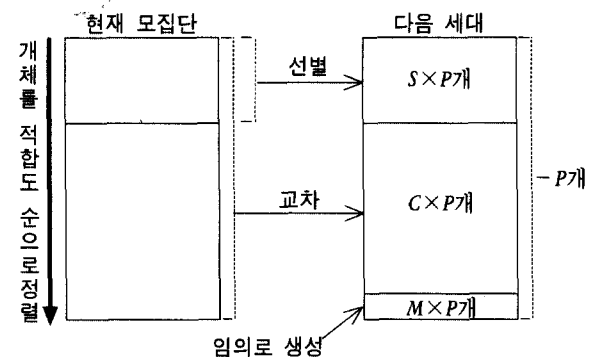 현재 모집단
다음 세대
개체를 적합도 순으로정렬
선별
S×P개
교차
C×P개
P개
M×P개
임의로 생성